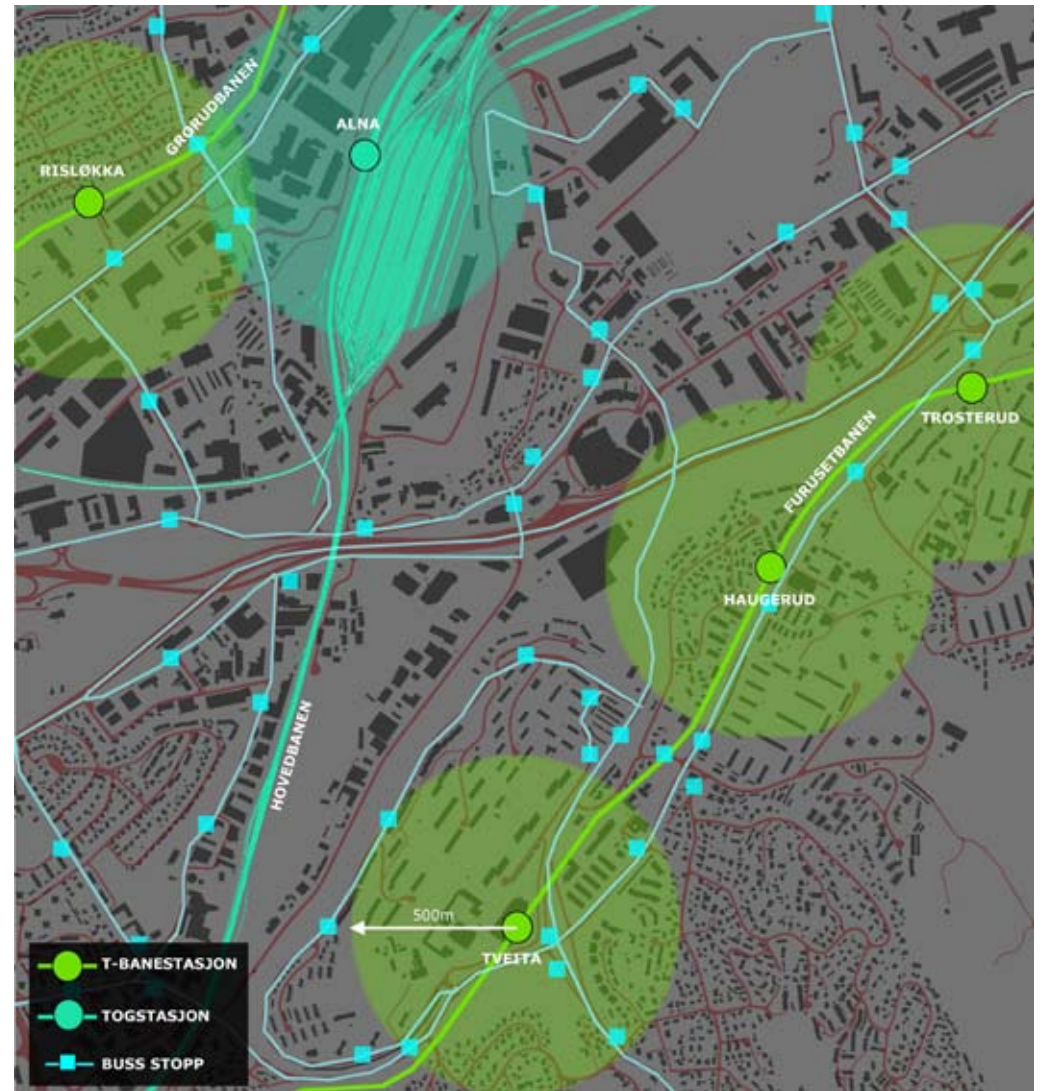 GRORUDBANEN
ALNA
RISLØKKA
TROSTERUD
FURUSETBANEN
HAUGERUD
HOVEDBANEN
500m
TVEITA
T-BANESTASJON
TOGSTASJON
BUSS STOPP